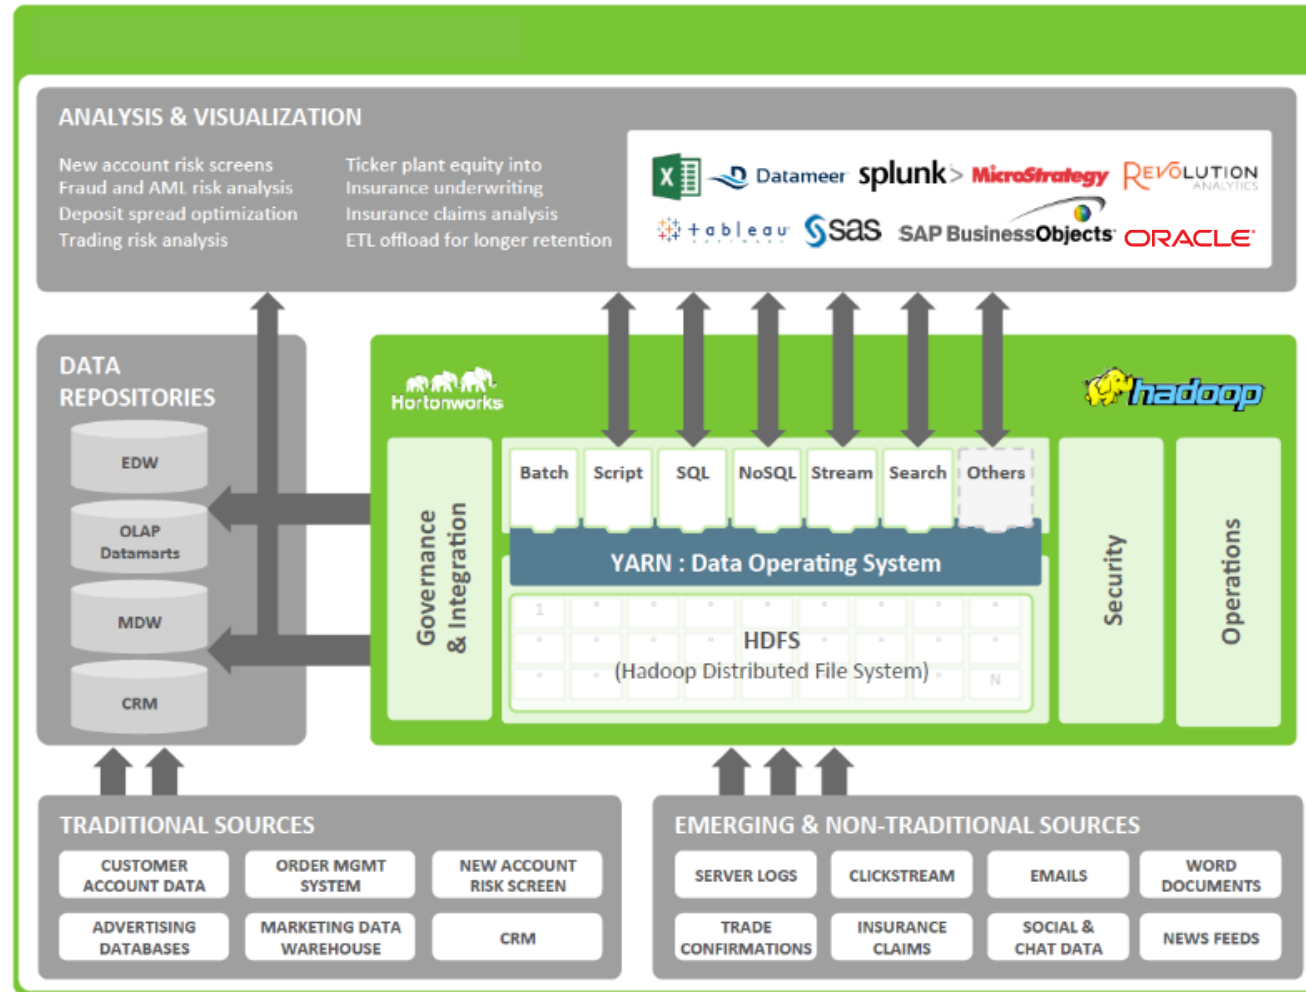 ANALYSIS & VISUALIZATION
New account risk screens
Fraud and AML risk analysis
Deposit spread optimization
Trading risk analysis
Ticker plant equity into
Insurance underwriting
Insurance claims analysis
ETL offload for longer retention
X
Datameer
splunk>
MicroStrategy
REVOLUTION
ANALYTICS
+ableau
SOFTWARE
sas
SAP BusinessObjects
ORACLE
DATA
REPOSITORIES
EDW
OLAP
Datamarts
MDW
CRM
Hortonworks
hadoop
Governance
& Integration
Batch
Script
SQL
NoSQL
Stream
Search
Others
YARN : Data Operating System
1
HDFS
(Hadoop Distributed File System)
N
Security
Operations
TRADITIONAL SOURCES
CUSTOMER
ACCOUNT DATA
ORDER MGMT
SYSTEM
NEW ACCOUNT
RISK SCREEN
ADVERTISING
DATABASES
MARKETING DATA
WAREHOUSE
CRM
EMERGING & NON-TRADITIONAL SOURCES
SERVER LOGS
CLICKSTREAM
EMAILS
WORD
DOCUMENTS
TRADE
CONFIRMATIONS
INSURANCE
CLAIMS
SOCIAL &
CHAT DATA
NEWS FEEDS